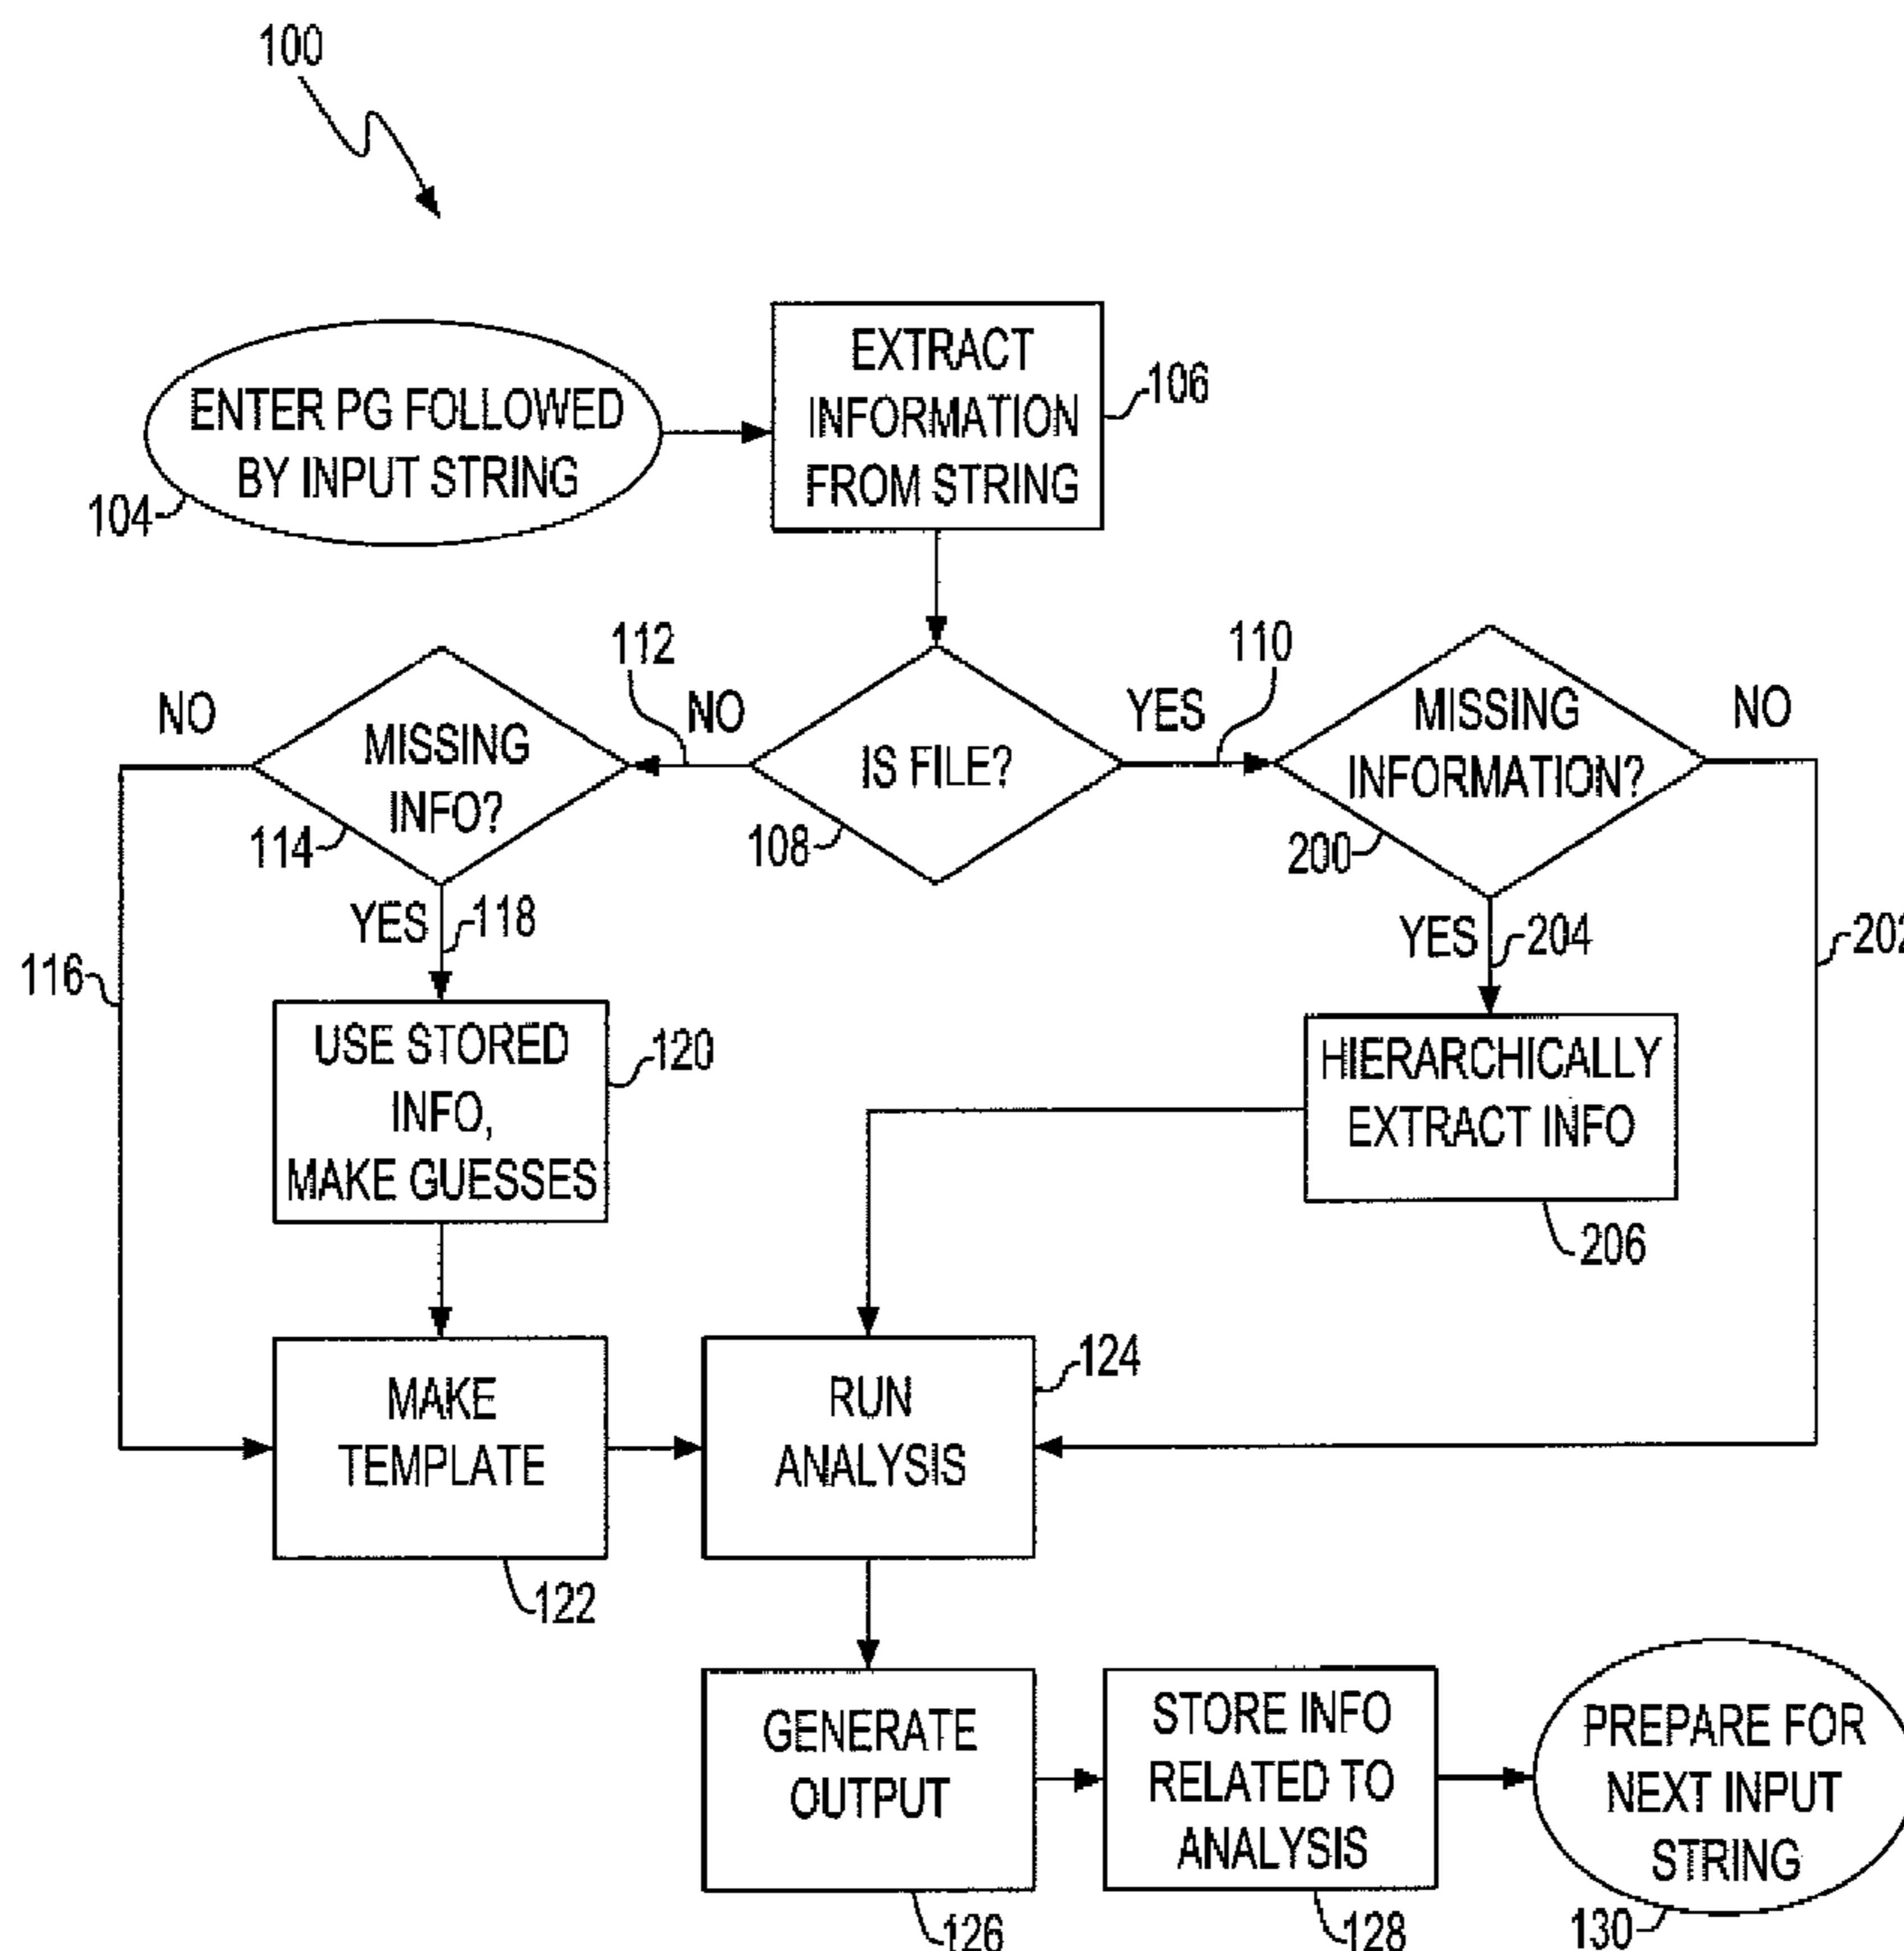 100
ENTER PG FOLLOWED
BY INPUT STRING
104
EXTRACT
INFORMATION
FROM STRING
106
NO
MISSING
INFO?
114
112
NO
IS FILE?
108
YES
110
MISSING
INFORMATION?
200
NO
116
YES
118
YES
204
202
USE STORED
INFO,
MAKE GUESSES
120
HIERARCHICALLY
EXTRACT INFO
206
MAKE
TEMPLATE
122
RUN
ANALYSIS
124
GENERATE
OUTPUT
126
STORE INFO
RELATED TO
ANALYSIS
128
PREPARE FOR
NEXT INPUT
STRING
130